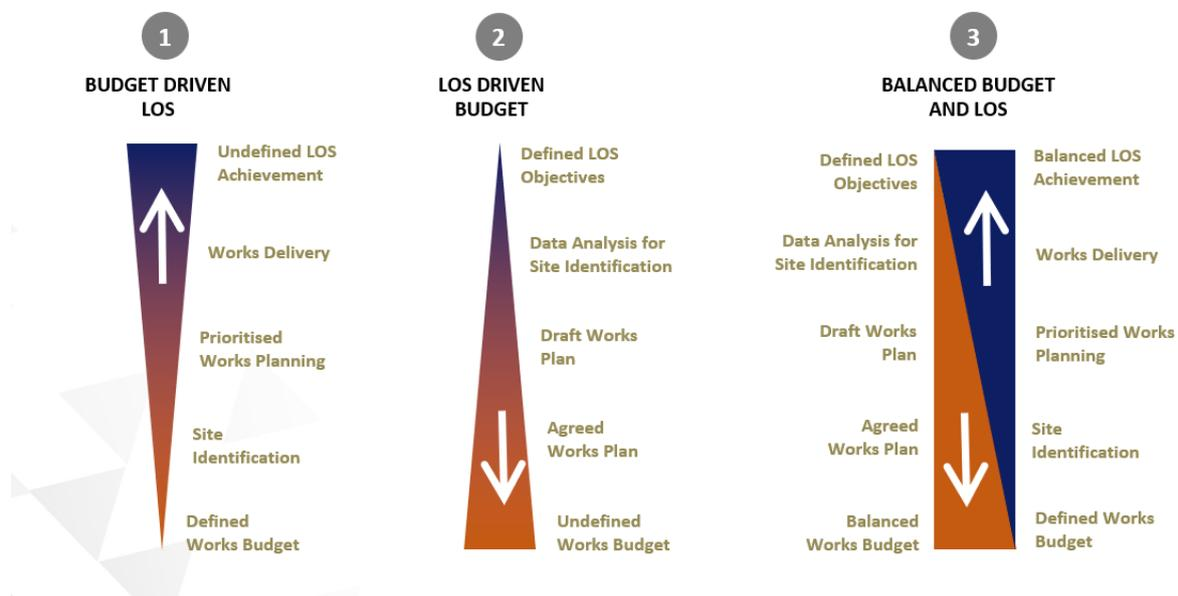 1
BUDGET DRIVEN
LOS
Undefined LOS
Achievement
Works Delivery
Prioritised
Works Planning
Site
Identification
Defined
Works Budget
2
LOS DRIVEN
BUDGET
Defined LOS
Objectives
Data Analysis for
Site Identification
Draft Works
Plan
Agreed
Works Plan
Undefined
Works Budget
3
BALANCED BUDGET
AND LOS
Defined LOS
Objectives
Data Analysis for
Site Identification
Draft Works
Plan
Agreed
Works Plan
Balanced
Works Budget
Balanced LOS
Achievement
Works Delivery
Prioritised Works
Planning
Site
Identification
Defined Works
Budget